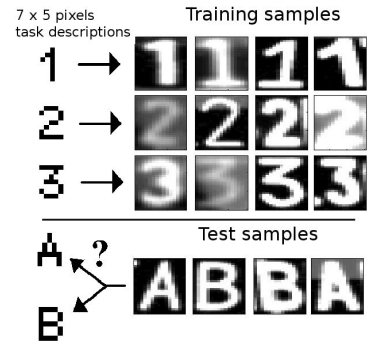 7 x 5 pixels
task descriptions
Training samples
1 1 1 1 1
2 2 2 2 2
3 3 3 3 3
Test samples
A ?
B
A B B A